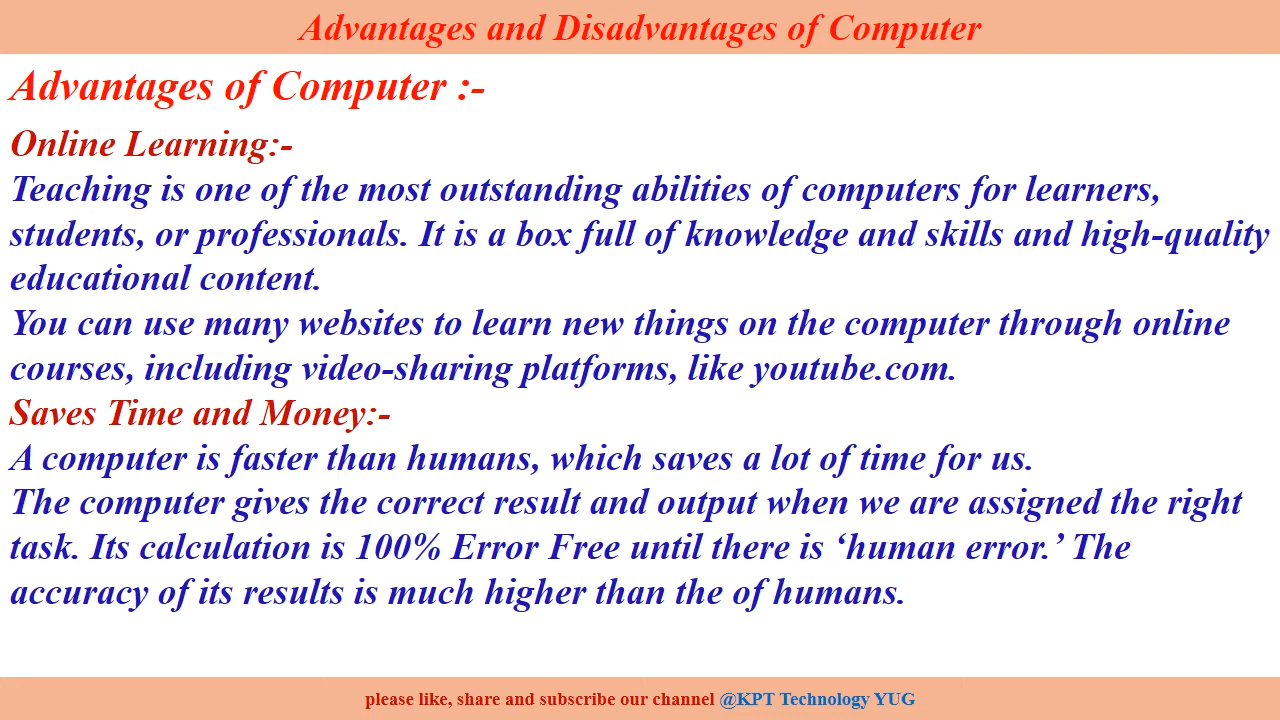 Advantages and Disadvantages of Computer
Advantages of Computer :-
Online Learning:-
Teaching is one of the most outstanding abilities of computers for learners,
students, or professionals. It is a box full of knowledge and skills and high-quality
educational content.
You can use many websites to learn new things on the computer through online
courses, including video-sharing platforms, like youtube.com.
Saves Time and Money:-
A computer is faster than humans, which saves a lot of time for us.
The computer gives the correct result and output when we are assigned the right
task. Its calculation is 100% Error Free until there is ‘human error.’ The
accuracy of its results is much higher than the of humans.
please like, share and subscribe our channel @KPT Technology YUG